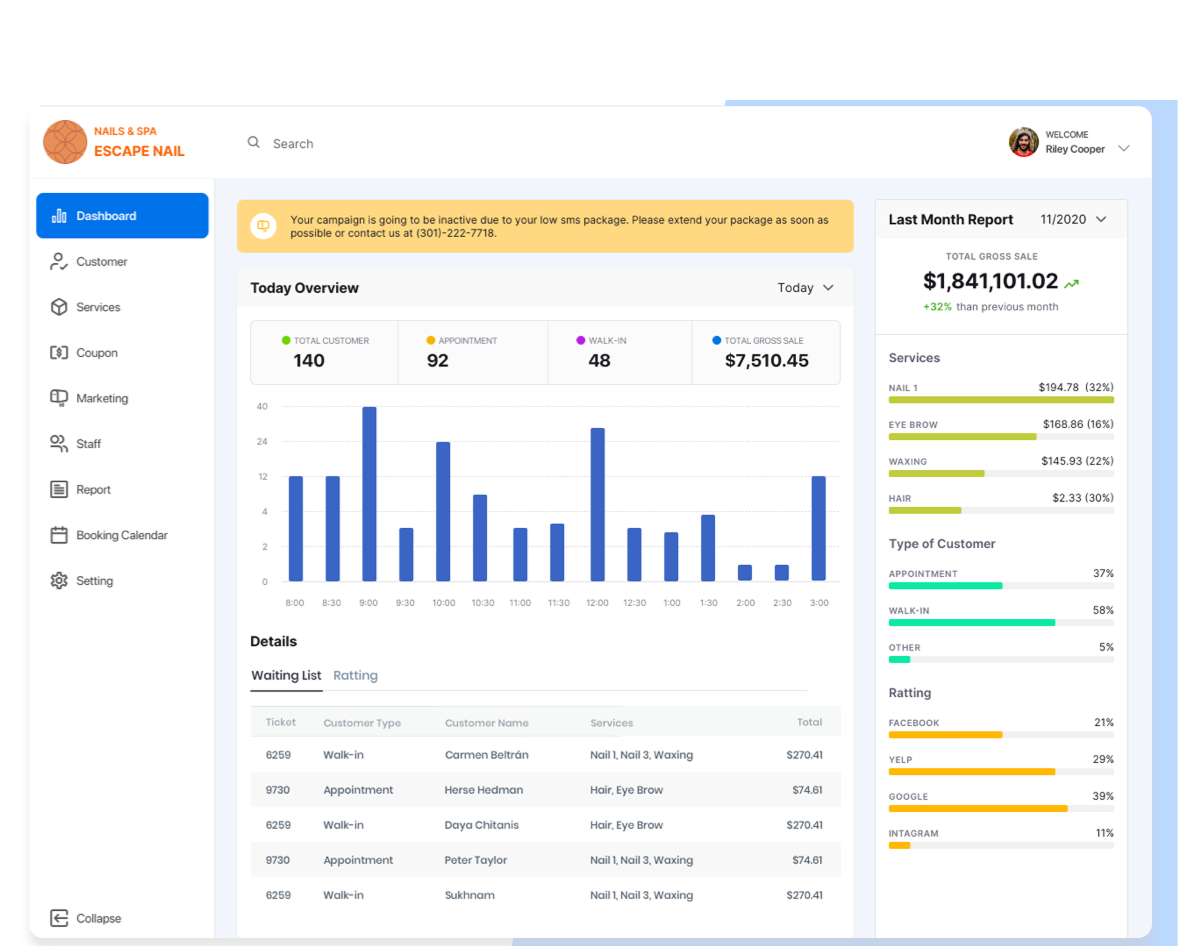 NAILS & SPA
ESCAPE NAIL
Search
WELCOME
Riley Cooper
Dashboard
Customer
Services
Coupon
Marketing
Staff
Report
Booking Calendar
Setting
Collapse
Your campaign is going to be inactive due to your low sms package. Please extend your package as soon as
possible or contact us at (301)-222-7718.
Today Overview
Today
TOTAL CUSTOMER
140
APPOINTMENT
92
WALK-IN
48
TOTAL GROSS SALE
$7,510.45
40
24
12
4
2
0
8:00 8:30 9:00 9:30 10:00 10:30 11:00 11:30 12:00 12:30 1:00 1:30 2:00 2:30 3:00
Details
Waiting List Ratting
Ticket Customer Type Customer Name Services Total
6259 Walk-in Carmen Beltrán Nail 1, Nail 3, Waxing $270.41
9730 Appointment Herse Hedman Hair, Eye Brow $74.61
6259 Walk-in Daya Chitanis Hair, Eye Brow $270.41
9730 Appointment Peter Taylor Nail 1, Nail 3, Waxing $74.61
6259 Walk-in Sukhnam Nail 1, Nail 3, Waxing $270.41
Last Month Report 11/2020
TOTAL GROSS SALE
$1,841,101.02
+32% than previous month
Services
NAIL 1 $194.78 (32%)
EYE BROW $168.86 (16%)
WAXING $145.93 (22%)
HAIR $2.33 (30%)
Type of Customer
APPOINTMENT 37%
WALK-IN 58%
OTHER 5%
Ratting
FACEBOOK 21%
YELP 29%
GOOGLE 39%
INTAGRAM 11%